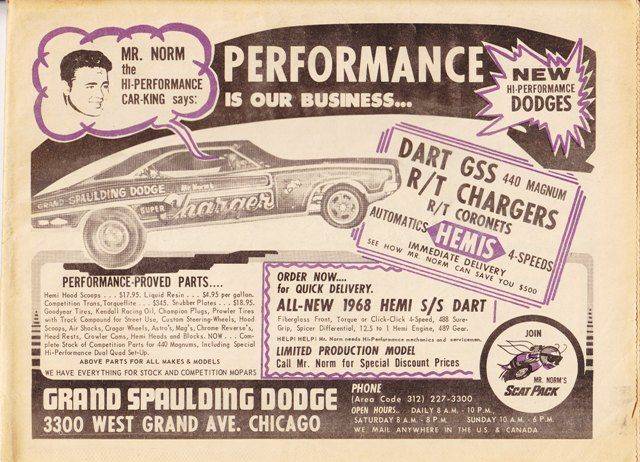 MR. NORM
the
HI-PERFORMANCE
CAR-KING says:
PERFORMANCE
IS OUR BUSINESS...
NEW
HI-PERFORMAMCE
DODGES
GRAND SPAULDING DODGE
Mr Norm's
SUPER Charger
DART GSS 440 MAGNUM
R/T CHARGERS
R/T CORONETS
AUTOMATICS HEMIS 4-SPEEDS
IMMEDIATE DELIVERY
SEE HOW MR. NORM CAN SAVE YOU $500
PERFORMANCE-PROVED PARTS....
Hemi Hood Scoops . . . $17.95. Liquid Resin . . . $4.95 per gallon.
Competition Trans, Torqueflite . . . $345. Snubber Plates . . . $18.95.
Goodyear Tires, Kendall Racing Oil, Champion Plugs, Prowler Tires
with Track Compound for Street Use, Custom Steering-Wheels, Hood
Scoops, Air Shocks, Cragar Wheels, Astro's, Mag's, Chrome Reverse's,
Head Rests, Crowler Cams, Hemi Heads and Blocks. NOW . . . Com-
plete Stock of Competition Parts for 440 Magnums, Including Special
Hi-Performance Dual Quad Set-Up.
ABOVE PARTS FOR ALL MAKES & MODELS
WE HAVE EVERYTHING FOR STOCK AND COMPETITION MOPARS
ORDER NOW....
for QUICK DELIVERY.
ALL-NEW 1968 HEMI S/S DART
Fiberglass Front, Torque or Click-Click 4-Speed, 488 Sure-
Grip, Spicer Differential, 12.5 to 1 Hemi Engine, 489 Gear.
HELP! HELP! Mr. Norm needs Hi-Performance mechanics and servicemen.
LIMITED PRODUCTION MODEL
Call Mr. Norm for Special Discount Prices
JOIN
MR. NORM'S
SCAT PACK
GRAND SPAULDING DODGE
3300 WEST GRAND AVE. CHICAGO
PHONE
(Area Code 312) 227-3300
OPEN HOURS.. DAILY 8 A.M. - 10 P.M.
SATURDAY 8 A.M. - 8 P.M. SUNDAY 10 A.M. - 6 P.M.
WE MAIL ANYWHERE IN THE U.S. & CANADA